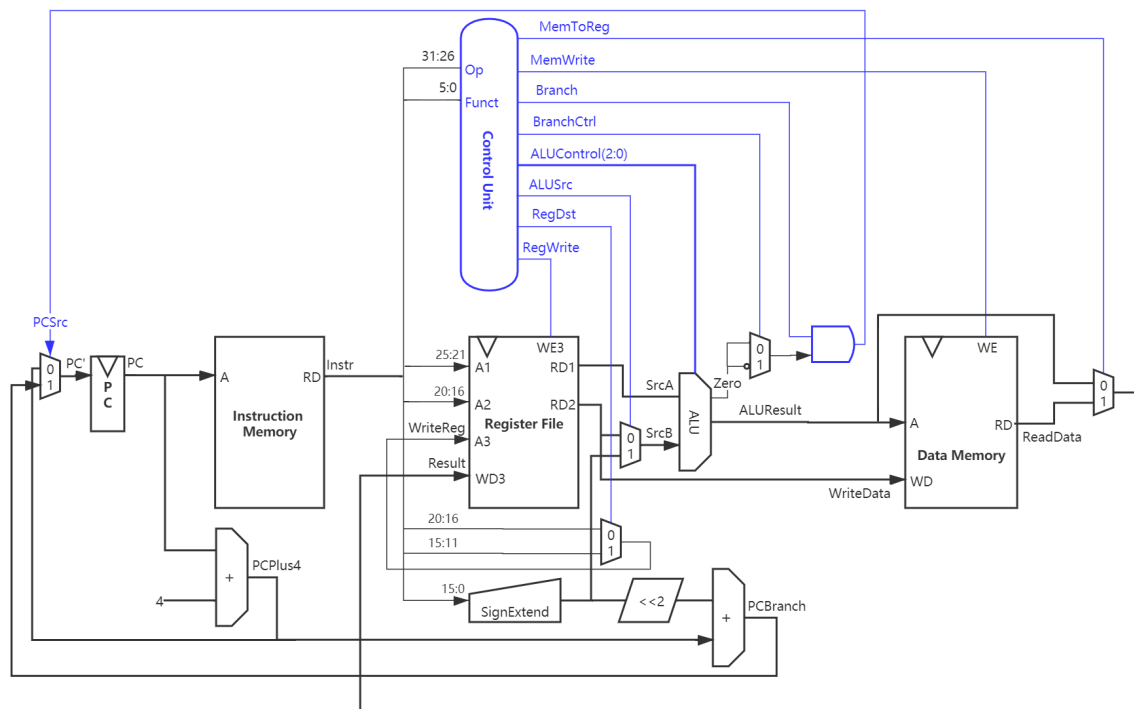 MemToReg
31:26
MemWrite
Op
5:0
Branch
Funct
BranchCtrl
Control Unit
ALUControl(2:0)
ALUSrc
RegDst
RegWrite
PCSrc
WE3
WE
PC'
PC
Instr
25:21
A1
RD1
0
1
0
1
P
C
A
RD
SrcA
Zero
0
1
20:16
A2
RD2
ALUResult
Instruction
Memory
WriteReg
A3
Register File
0
1
SrcB
ALU
A
RD
ReadData
Result
WD3
Data Memory
WD
WriteData
20:16
0
1
15:11
PCPlus4
+
4
15:0
SignExtend
<<2
+
PCBranch